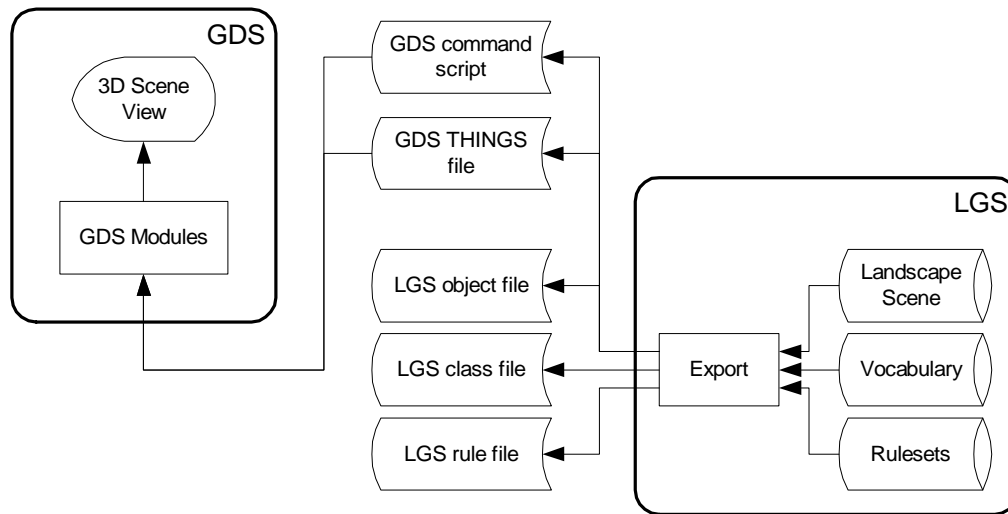 GDS
3D Scene
View
GDS Modules
GDS command
script
GDS THINGS
file
LGS object file
LGS class file
LGS rule file
LGS
Export
Landscape
Scene
Vocabulary
Rulesets